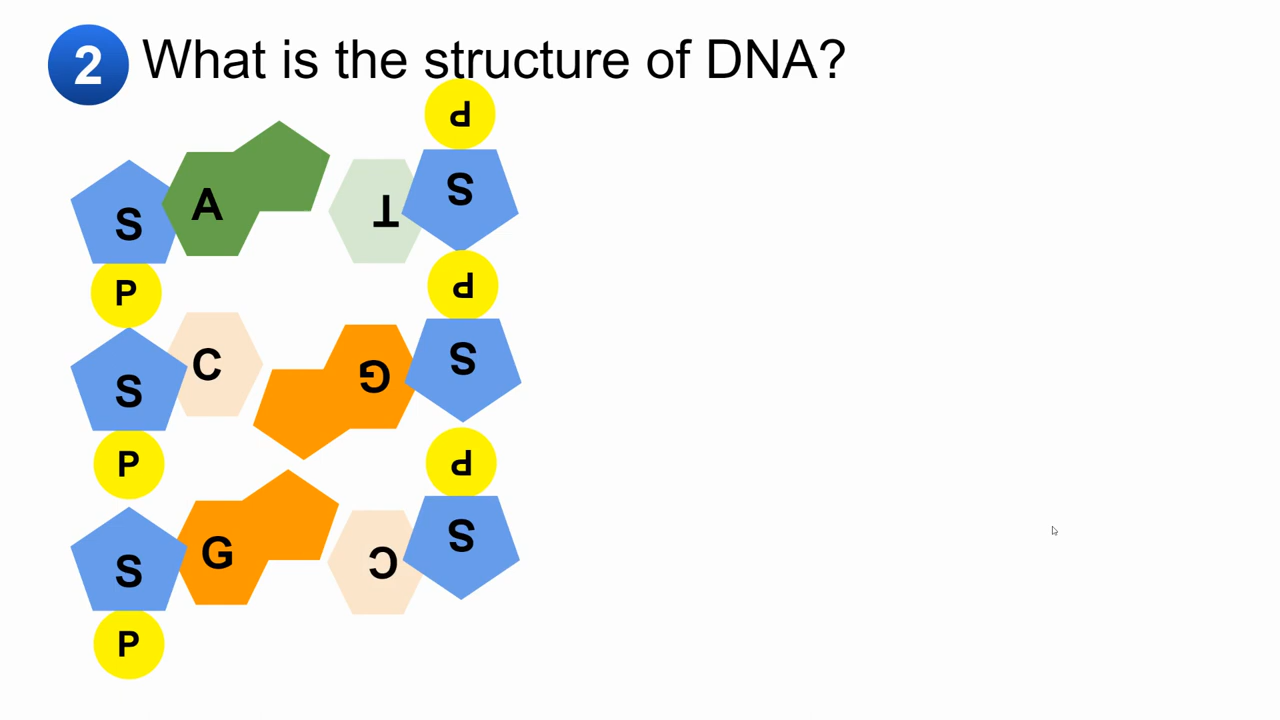 2 What is the structure of DNA?
P
S A T S
P P
S C G S
P P
S G C S
P